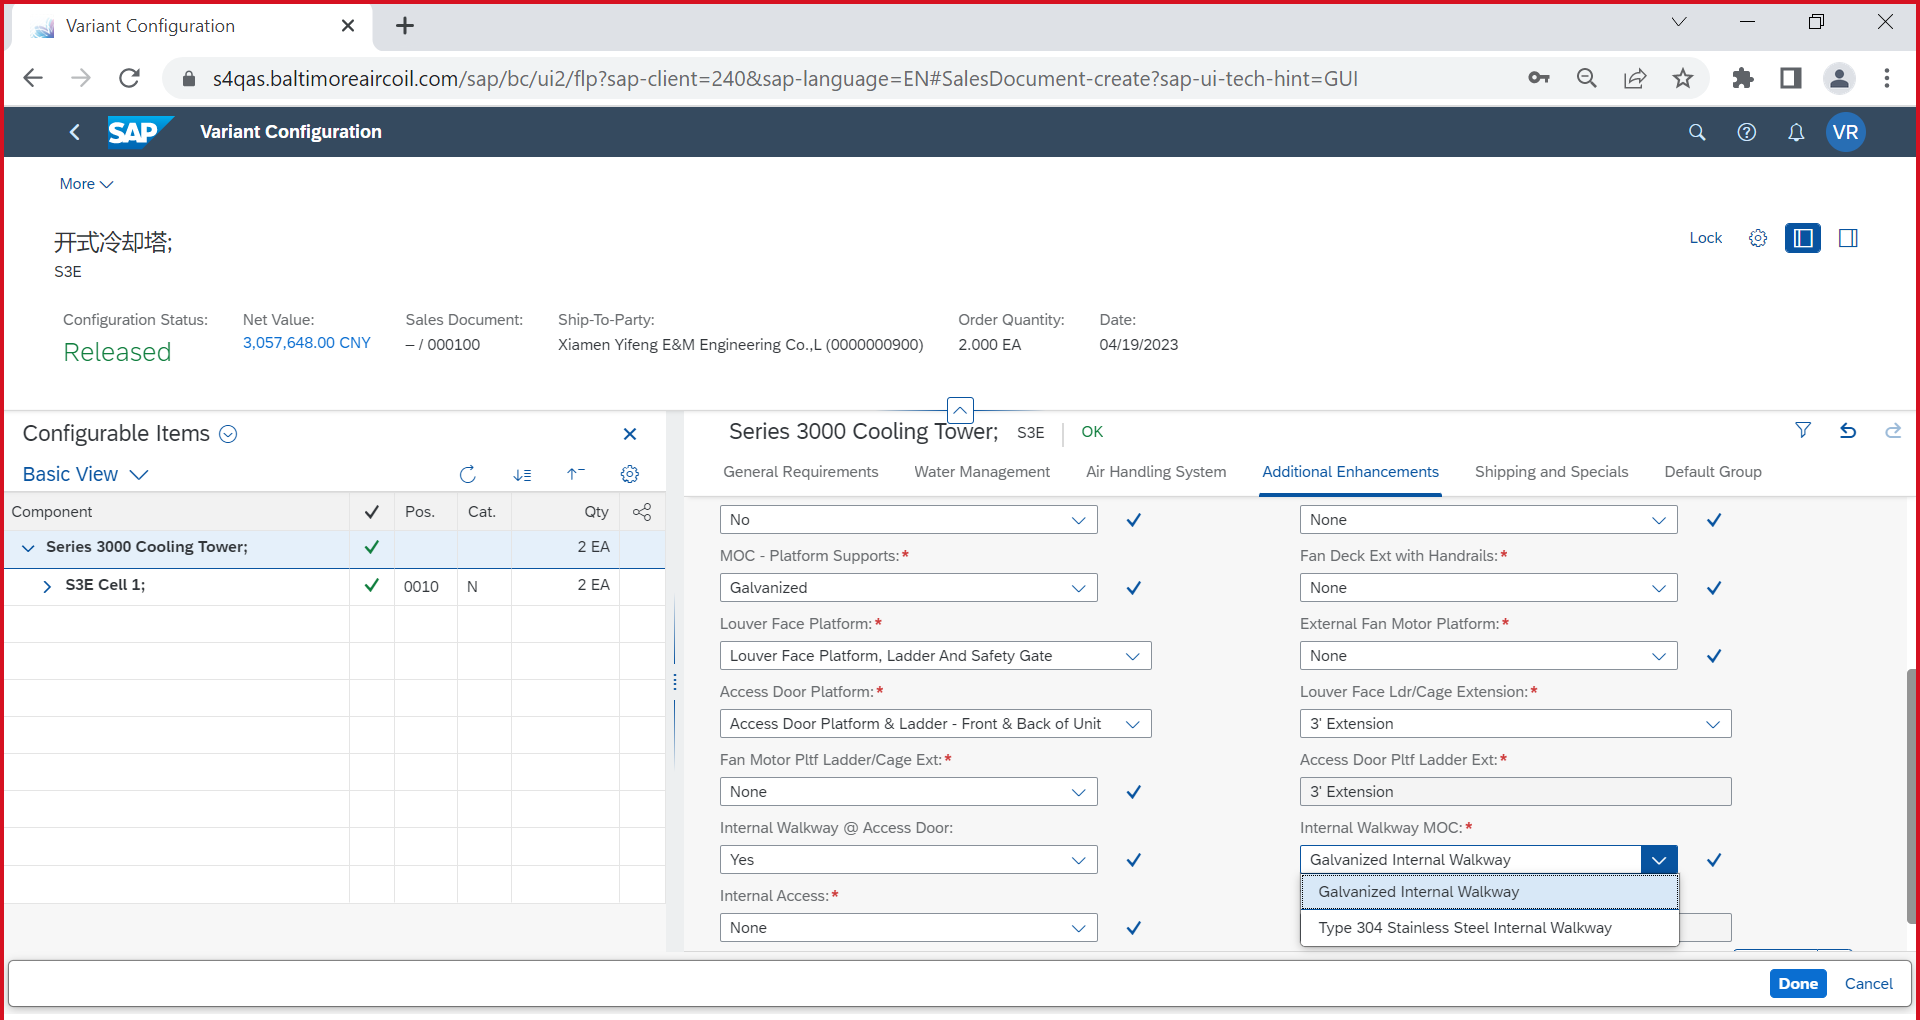 Variant Configuration
s4qas.baltimoreaircoil.com/sap/bc/ui2/flp?sap-client=240&sap-language=EN#SalesDocument-create?sap-ui-tech-hint=GUI
SAP Variant Configuration VR
More
开式冷却塔;
S3E
Lock
Configuration Status: Net Value: Sales Document: Ship-To-Party: Order Quantity: Date:
Released 3,057,648.00 CNY – / 000100 Xiamen Yifeng E&M Engineering Co.,L (0000000900) 2.000 EA 04/19/2023
Configurable Items
Basic View
Component Pos. Cat. Qty
Series 3000 Cooling Tower; 2 EA
S3E Cell 1; 0010 N 2 EA
Series 3000 Cooling Tower; S3E OK
General Requirements Water Management Air Handling System Additional Enhancements Shipping and Specials Default Group
No None
MOC - Platform Supports:* Fan Deck Ext with Handrails:*
Galvanized None
Louver Face Platform:* External Fan Motor Platform:*
Louver Face Platform, Ladder And Safety Gate None
Access Door Platform:* Louver Face Ldr/Cage Extension:*
Access Door Platform & Ladder - Front & Back of Unit 3' Extension
Fan Motor Pltf Ladder/Cage Ext:* Access Door Pltf Ladder Ext:*
None 3' Extension
Internal Walkway @ Access Door: Internal Walkway MOC:*
Yes Galvanized Internal Walkway
Internal Access:* Galvanized Internal Walkway
None Type 304 Stainless Steel Internal Walkway
Done Cancel